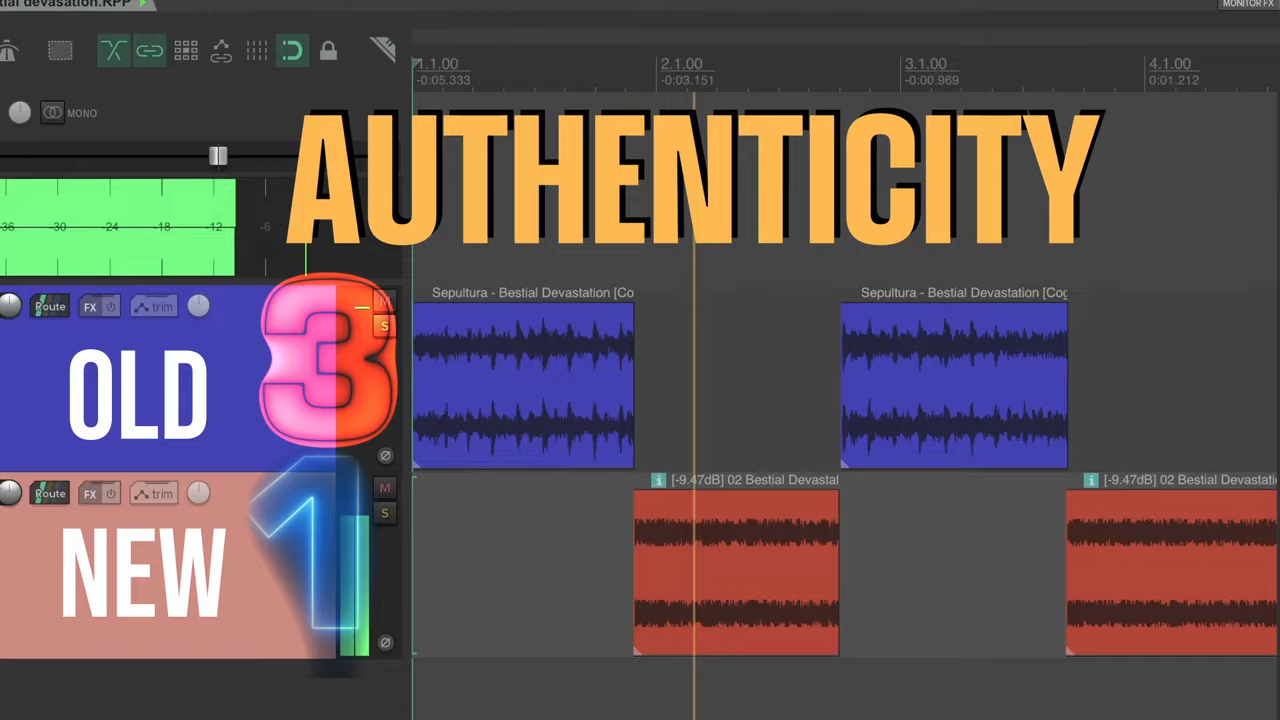 tial devasation.RPP
MONITOR FX
1.1.00
2.1.00
3.1.00
4.1.00
-0:05.333
-0:03.151
-0:00.969
0:01.212
MONO
AUTHENTICITY
-36 -30 -24 -18 -12 -6
Sepultura - Bestial Devastation [Co
Sepultura - Bestial Devastation [Cog
Route FX trim M
S
OLD 3
[-9.47dB] 02 Bestial Devastat
[-9.47dB] 02 Bestial Devastati
Route FX trim M
S
NEW 1